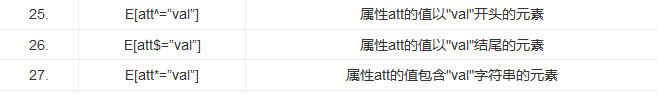 25. E[att^=”val”] 属性att的值以"val"开头的元素
26. E[att$=”val”] 属性att的值以"val"结尾的元素
27. E[att*=”val”] 属性att的值包含"val"字符串的元素